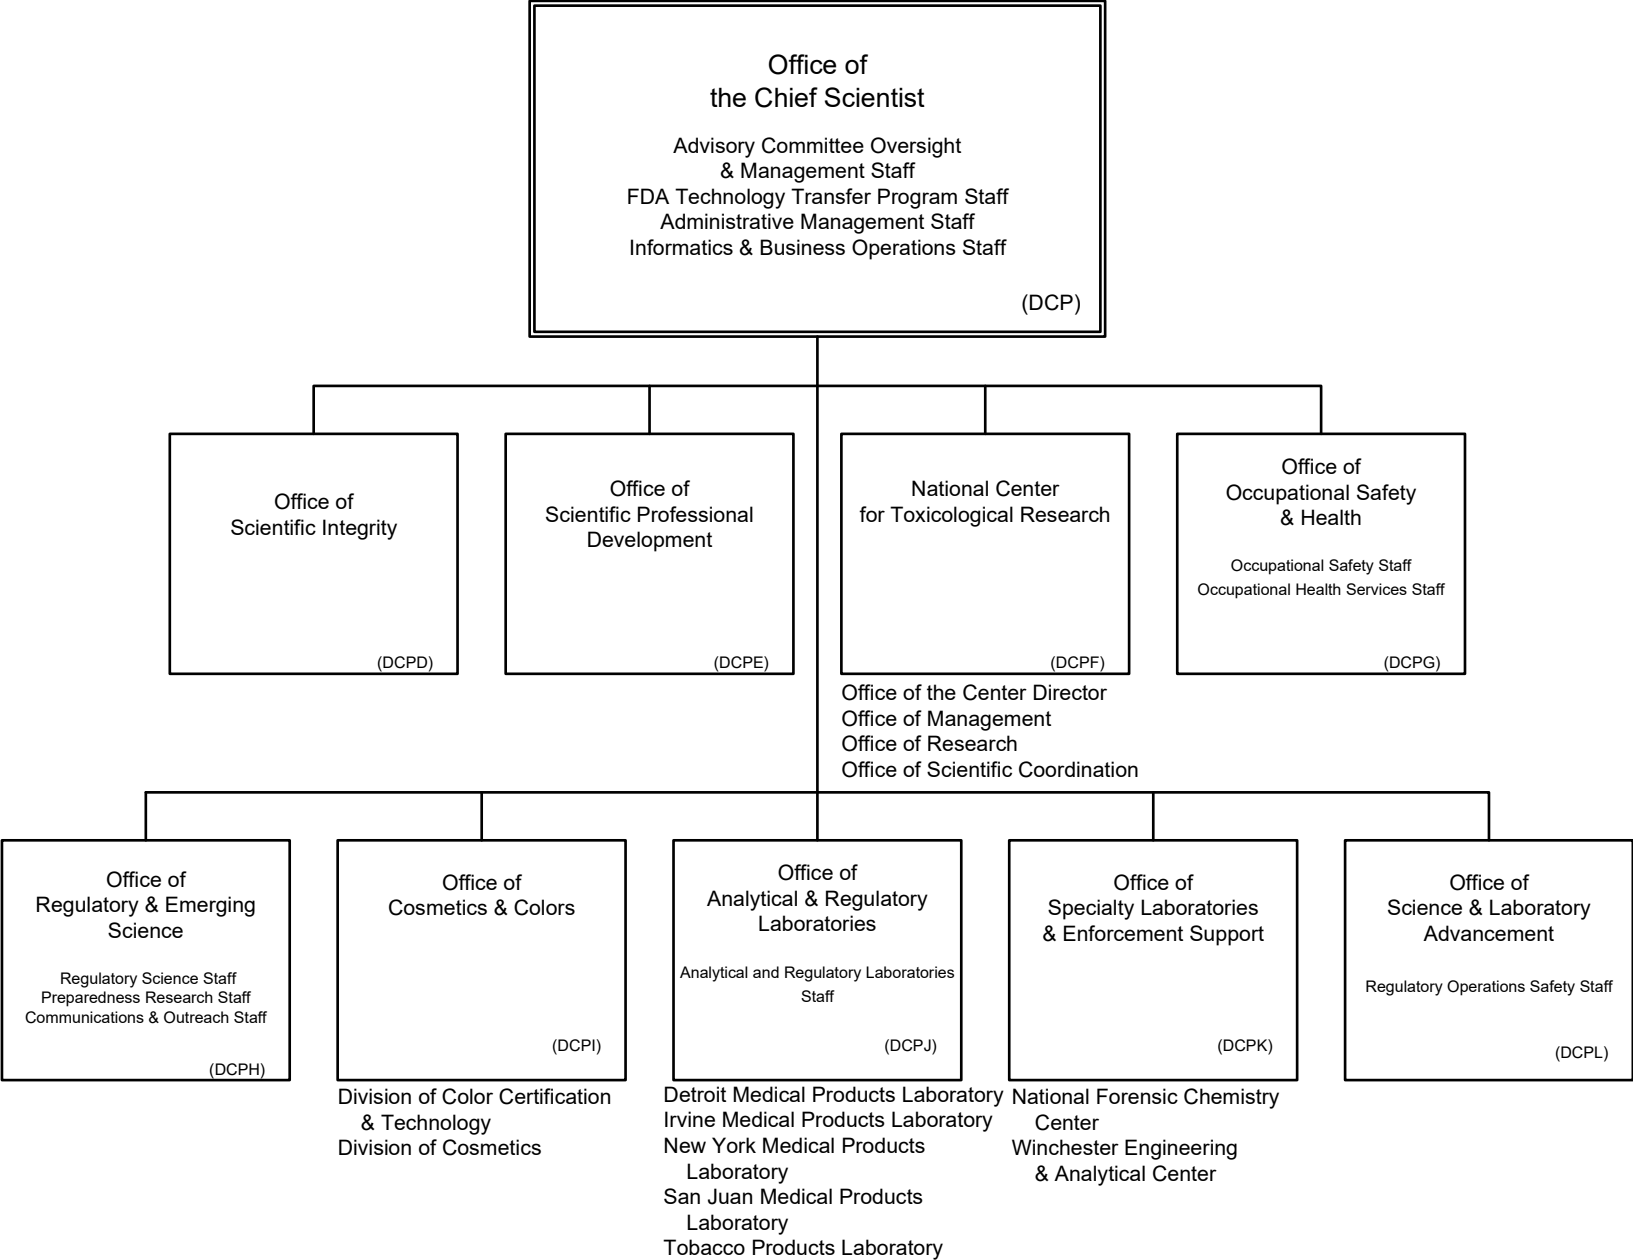 Office of
the Chief Scientist
Advisory Committee Oversight
& Management Staff
FDA Technology Transfer Program Staff
Administrative Management Staff
Informatics & Business Operations Staff
(DCP)
Office of
Scientific Integrity
(DCPD)
Office of
Scientific Professional
Development
(DCPE)
National Center
for Toxicological Research
(DCPF)
Office of the Center Director
Office of Management
Office of Research
Office of Scientific Coordination
Office of
Occupational Safety
& Health
Occupational Safety Staff
Occupational Health Services Staff
(DCPG)
Office of
Regulatory & Emerging
Science
Regulatory Science Staff
Preparedness Research Staff
Communications & Outreach Staff
(DCPH)
Office of
Cosmetics & Colors
(DCPI)
Division of Color Certification
& Technology
Division of Cosmetics
Office of
Analytical & Regulatory
Laboratories
Analytical and Regulatory Laboratories
Staff
(DCPJ)
Detroit Medical Products Laboratory
Irvine Medical Products Laboratory
New York Medical Products
Laboratory
San Juan Medical Products
Laboratory
Tobacco Products Laboratory
Office of
Specialty Laboratories
& Enforcement Support
(DCPK)
National Forensic Chemistry
Center
Winchester Engineering
& Analytical Center
Office of
Science & Laboratory
Advancement
Regulatory Operations Safety Staff
(DCPL)